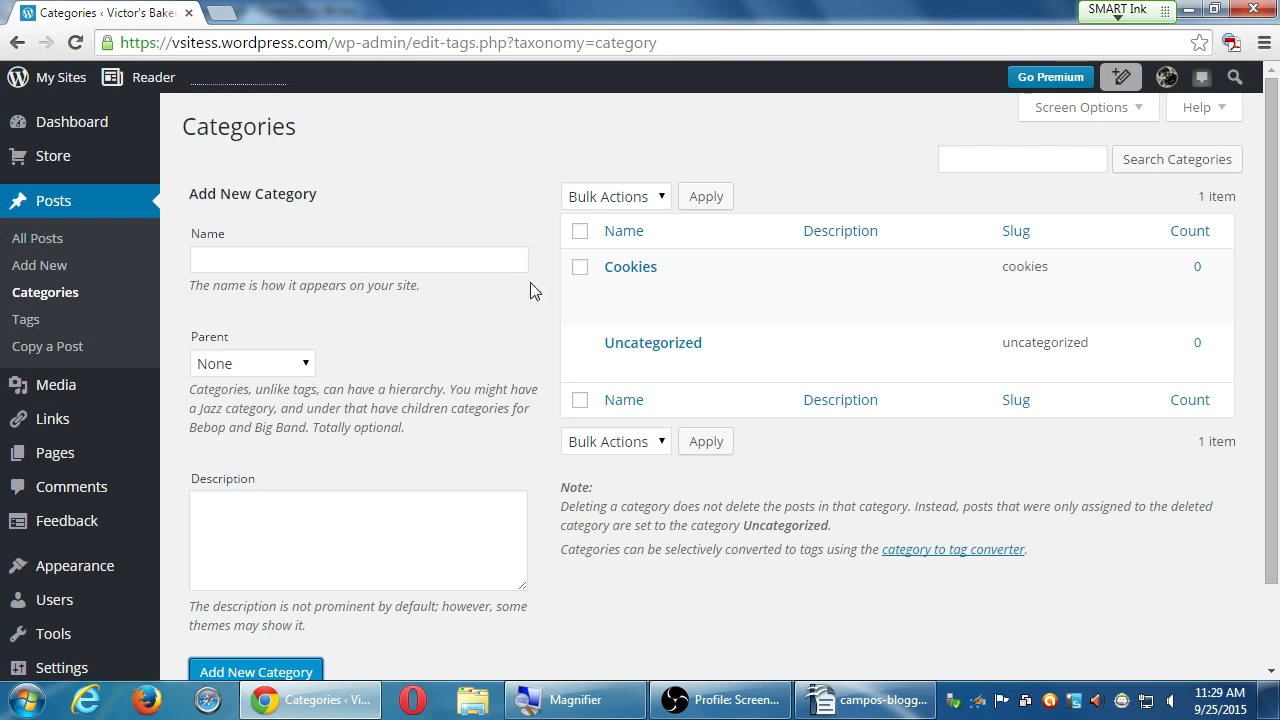 Categories ‹ Victor's Baker
SMART Ink
https://vsitess.wordpress.com/wp-admin/edit-tags.php?taxonomy=category
My Sites
Reader
Go Premium
Screen Options
Help
Dashboard
Store
Posts
All Posts
Add New
Categories
Tags
Copy a Post
Media
Links
Pages
Comments
Feedback
Appearance
Users
Tools
Settings
Categories
Search Categories
Add New Category
Name
The name is how it appears on your site.
Parent
None
Categories, unlike tags, can have a hierarchy. You might have
a Jazz category, and under that have children categories for
Bebop and Big Band. Totally optional.
Description
The description is not prominent by default; however, some
themes may show it.
Add New Category
Bulk Actions
Apply
1 item
Name Description Slug Count
Cookies cookies 0
Uncategorized uncategorized 0
Name Description Slug Count
Bulk Actions
Apply
1 item
Note:
Deleting a category does not delete the posts in that category. Instead, posts that were only assigned to the deleted
category are set to the category Uncategorized.
Categories can be selectively converted to tags using the category to tag converter.
Categories ‹ Vi...
Magnifier
Profile: Screen...
campos-blogg...
11:29 AM
9/25/2015